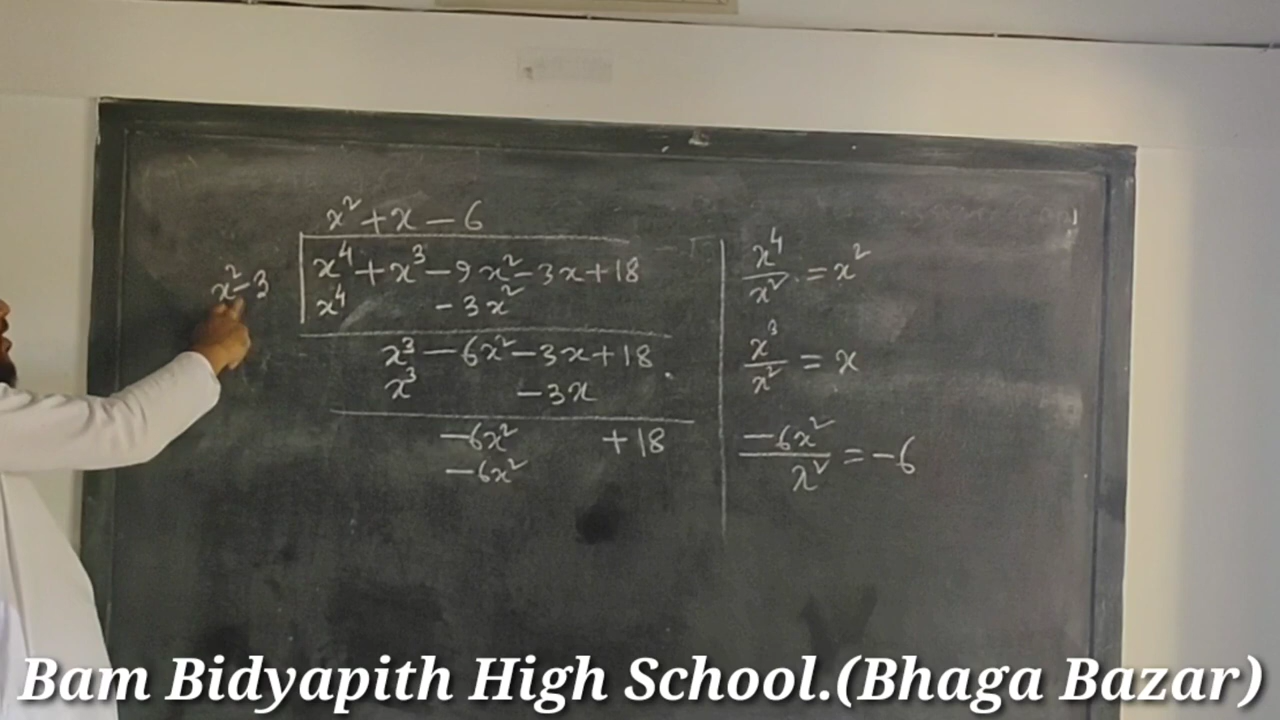 x² + x - 6
x² - 3
x⁴ + x³ - 9x² - 3x + 18
x⁴ - 3x²
x³ - 6x² - 3x + 18
x³ - 3x
-6x² + 18
-6x²
x⁴/x² = x²
x³/x² = x
-6x²/x² = -6
Bam Bidyapith High School.(Bhaga Bazar)